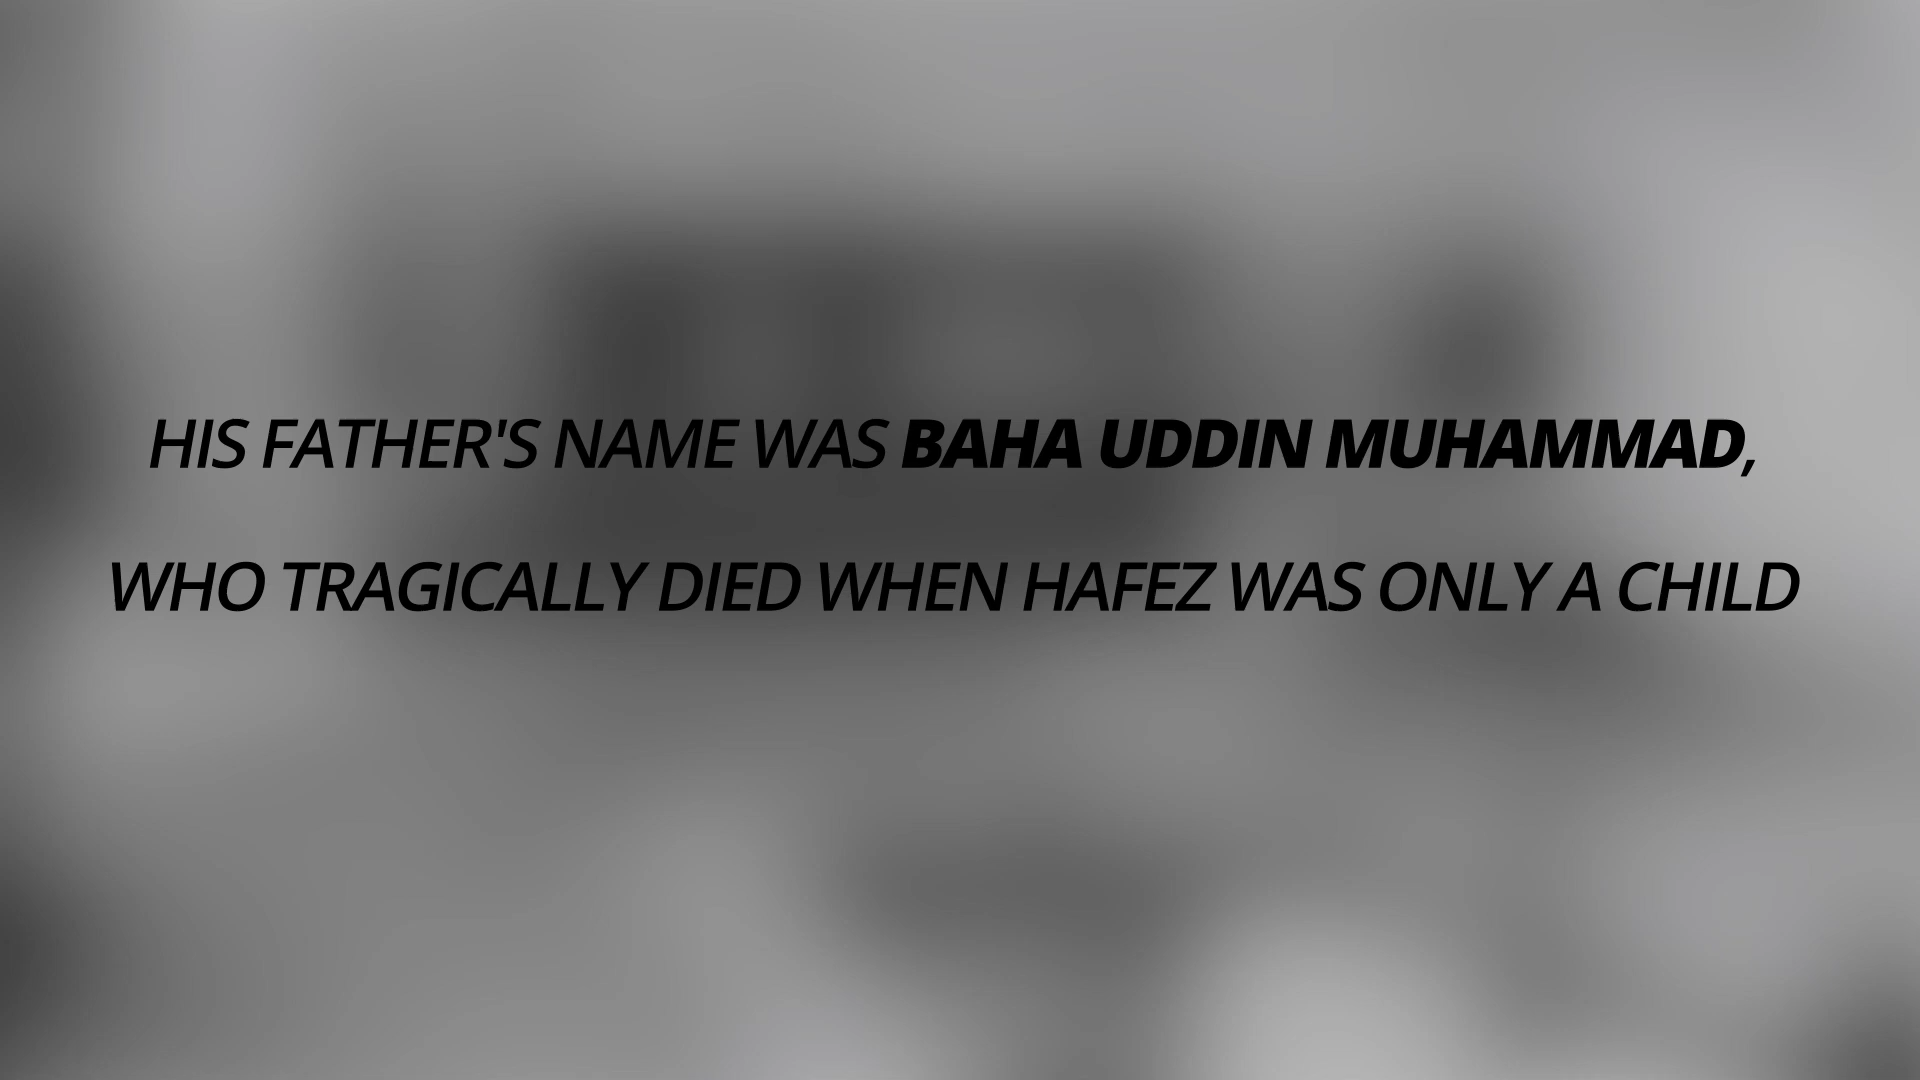 HIS FATHER'S NAME WAS BAHA UDDIN MUHAMMAD,
WHO TRAGICALLY DIED WHEN HAFEZ WAS ONLY A CHILD